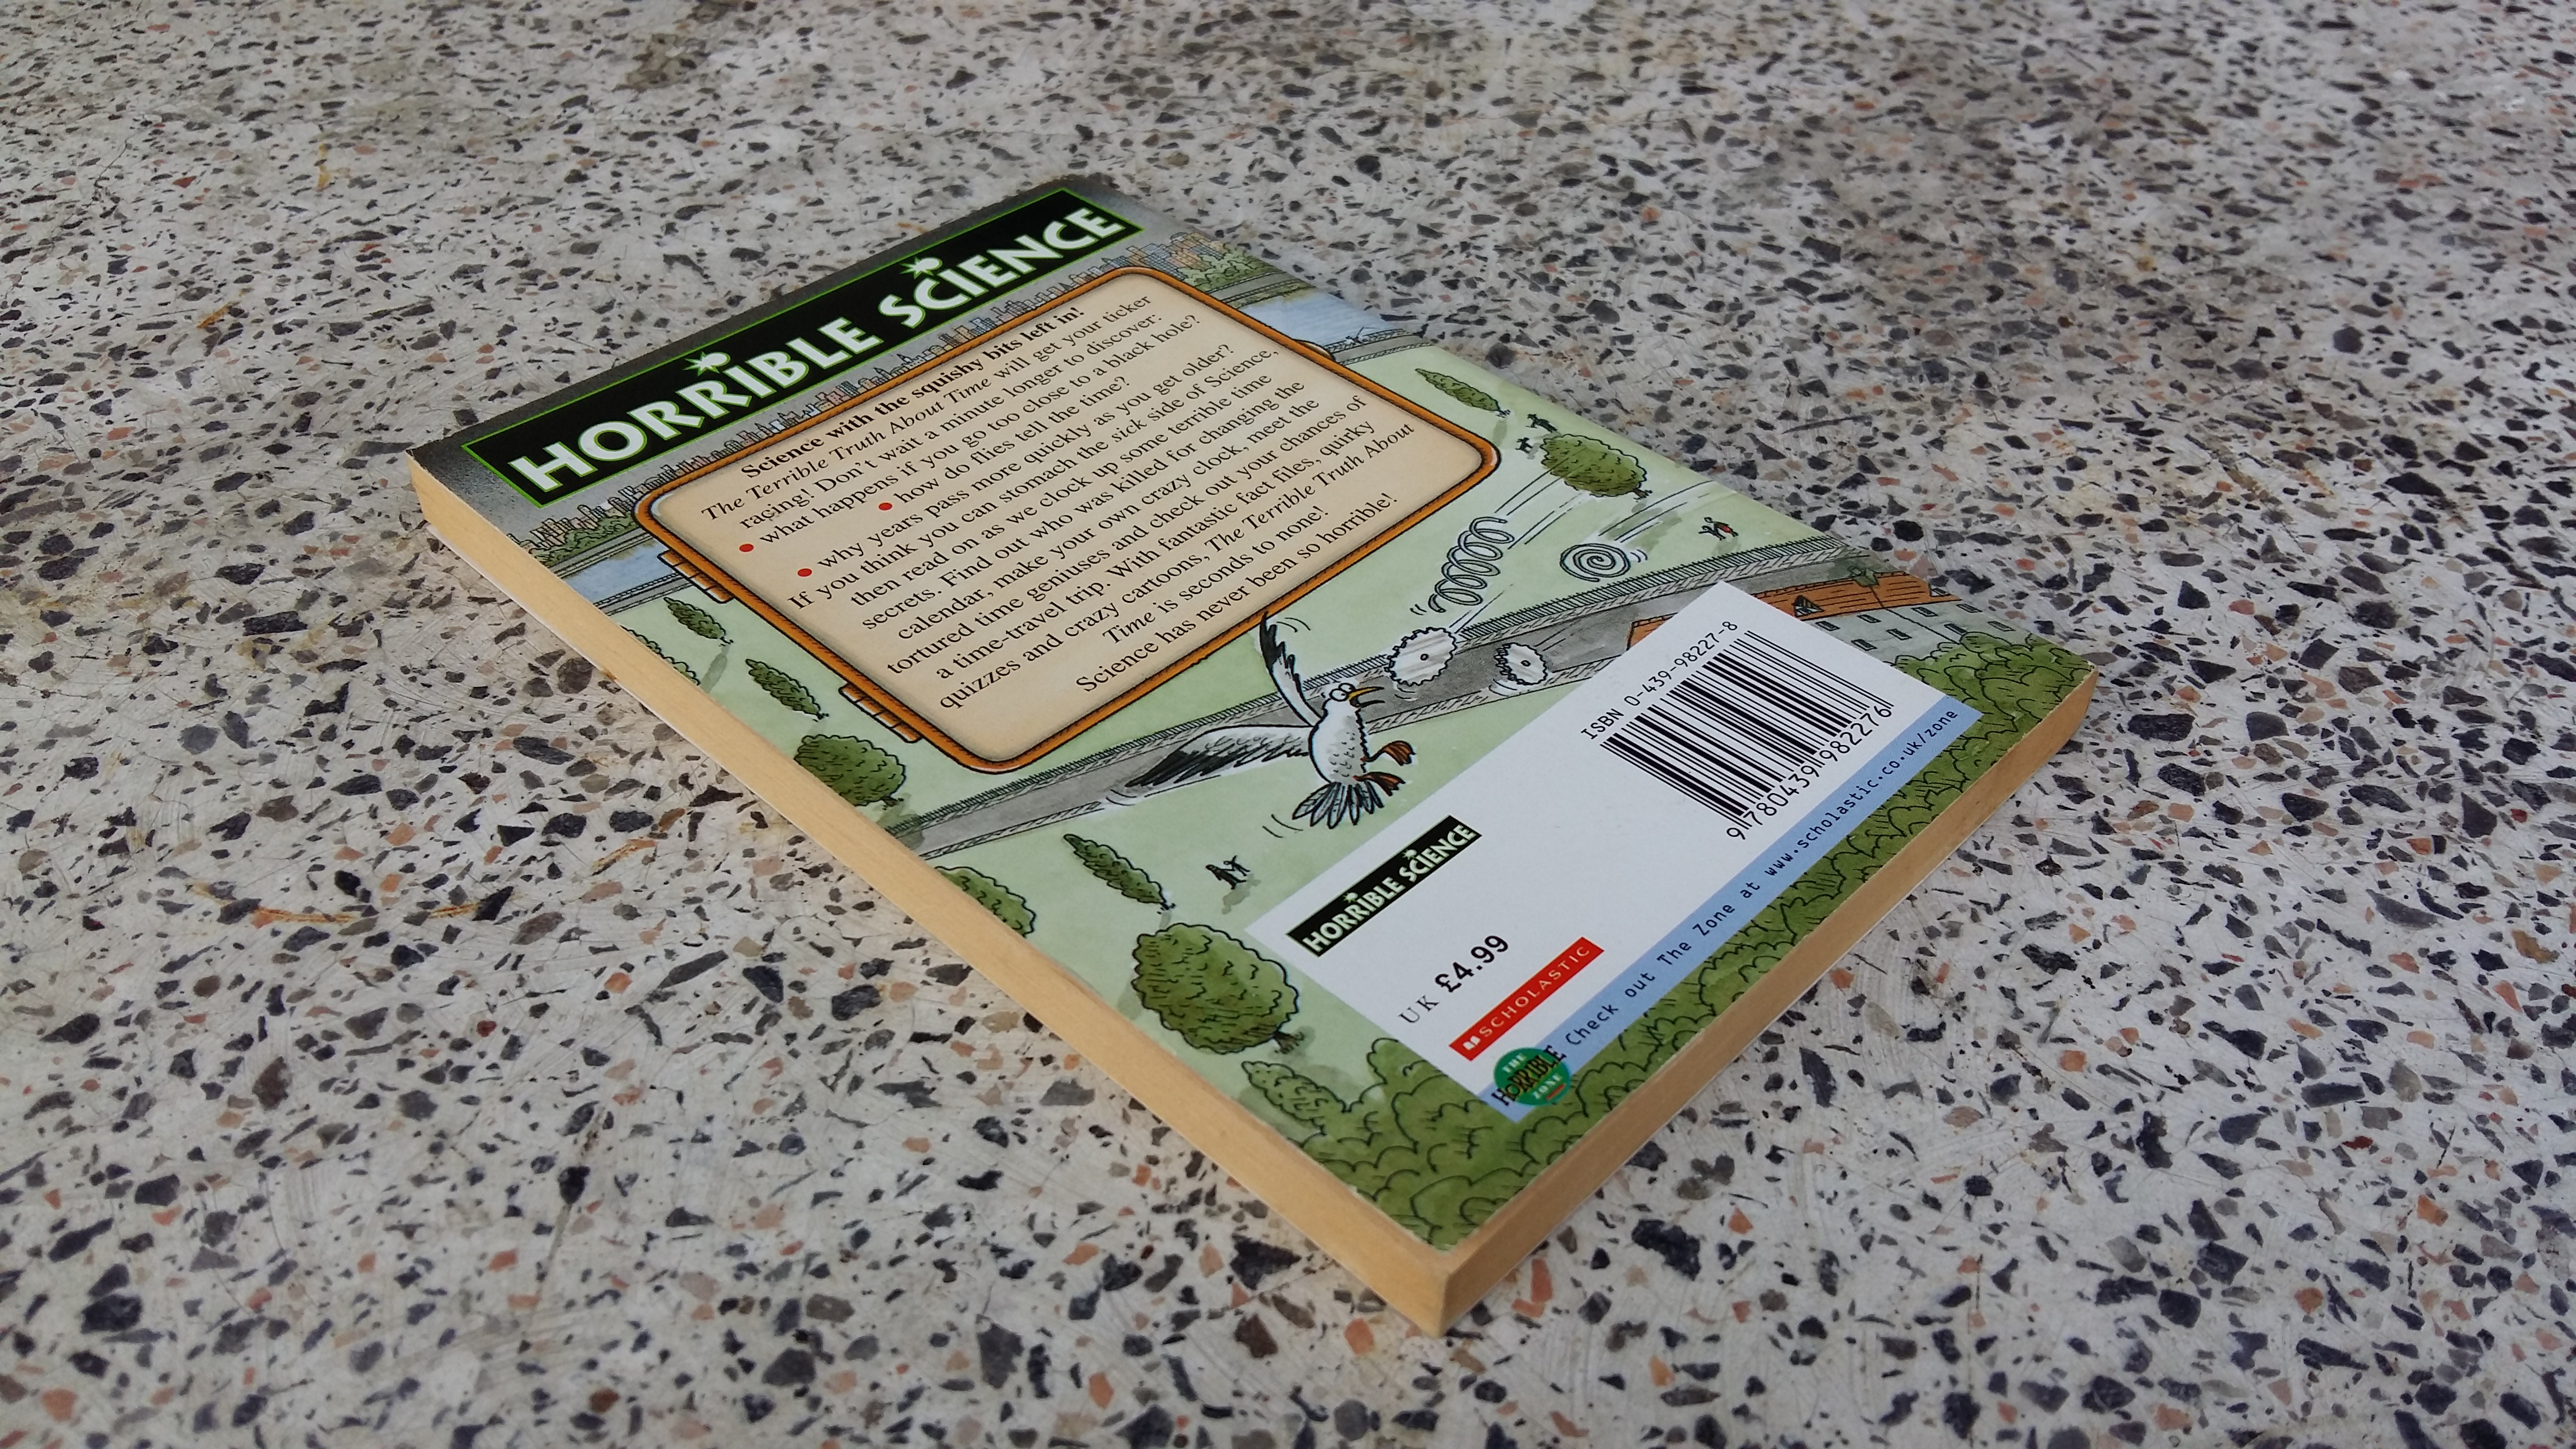 HORRIBLE SCIENCE
Science with the squishy bits left in!
The Terrible Truth About Time will get your ticker
racing! Don't wait a minute longer to discover:
• what happens if you go too close to a black hole?
• how do flies tell the time?
• why years pass more quickly as you get older?
If you think you can stomach the sick side of Science,
then read on as we clock up some terrible time
secrets. Find out who was killed for changing the
calendar, make your own crazy clock, meet the
tortured time geniuses and check out your chances of
a time-travel trip. With fantastic fact files, quirky
quizzes and crazy cartoons, The Terrible Truth About
Time is seconds to none!
Science has never been so horrible!
ISBN 0-439-98227-8
9 780439 982276
HORRIBLE SCIENCE
UK £4.99
SCHOLASTIC
THE
HORRIBLE
ZONE
Check out The Zone at www.scholastic.co.uk/zone